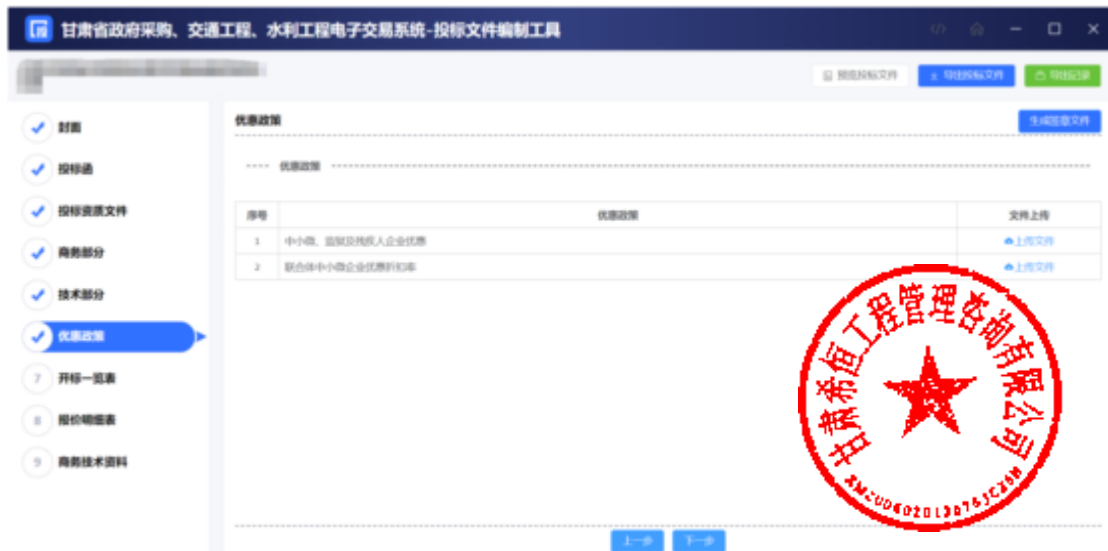 甘肃省政府采购、交通工程、水利工程电子交易系统-投标文件编制工具
预览投标文件
导出投标文件
导出记录
封面
投标函
投标资质文件
商务部分
技术部分
优惠政策
7 开标一览表
8 报价明细表
9 商务技术资料
优惠政策
生成签章文件
优惠政策
序号 优惠政策 文件上传
1 中小微、监狱及残疾人企业优惠 上传文件
2 联合体中小微企业优惠折扣率 上传文件
甘肃希恒工程管理咨询有限公司
上一步 下一步